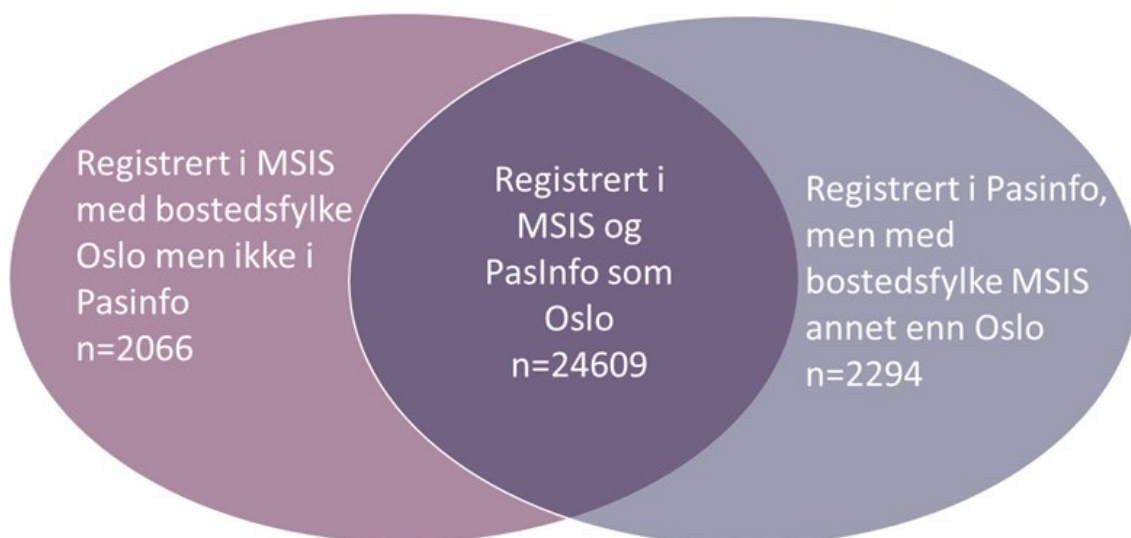 Registrert i MSIS
med bostedsfylke
Oslo men ikke i
Pasinfo
n=2066
Registrert i
MSIS og
PasInfo som
Oslo
n=24609
Registrert i Pasinfo,
men med
bostedsfylke MSIS
annet enn Oslo
n=2294